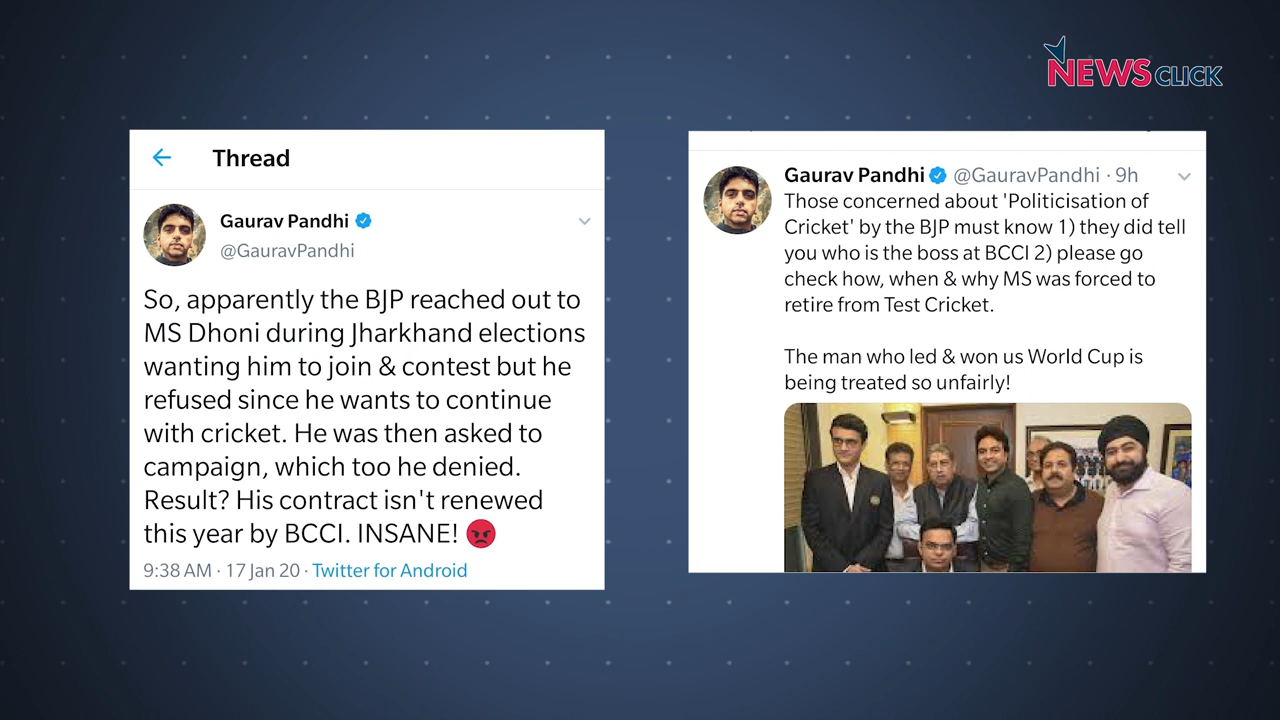 NEWSCLICK
Thread
Gaurav Pandhi
@GauravPandhi
So, apparently the BJP reached out to
MS Dhoni during Jharkhand elections
wanting him to join & contest but he
refused since he wants to continue
with cricket. He was then asked to
campaign, which too he denied.
Result? His contract isn't renewed
this year by BCCI. INSANE! 😡
9:38 AM · 17 Jan 20 · Twitter for Android
Gaurav Pandhi @GauravPandhi · 9h
Those concerned about 'Politicisation of
Cricket' by the BJP must know 1) they did tell
you who is the boss at BCCI 2) please go
check how, when & why MS was forced to
retire from Test Cricket.
The man who led & won us World Cup is
being treated so unfairly!